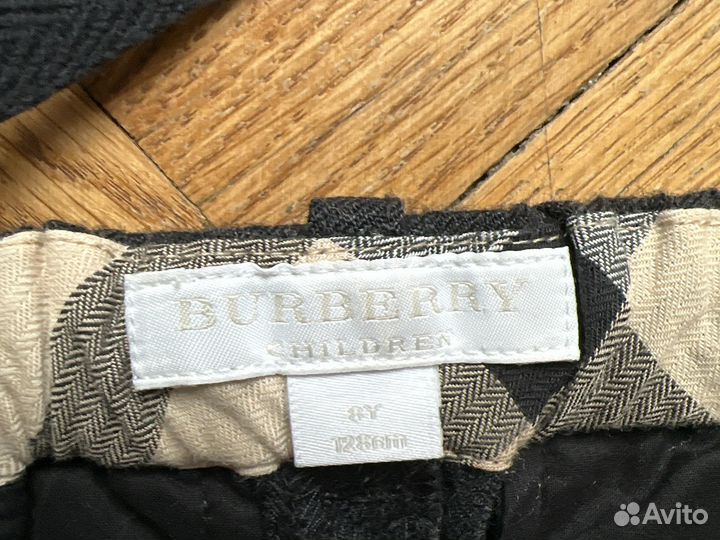 BURBERRY
CHILDREN
8Y
128cm
Avito